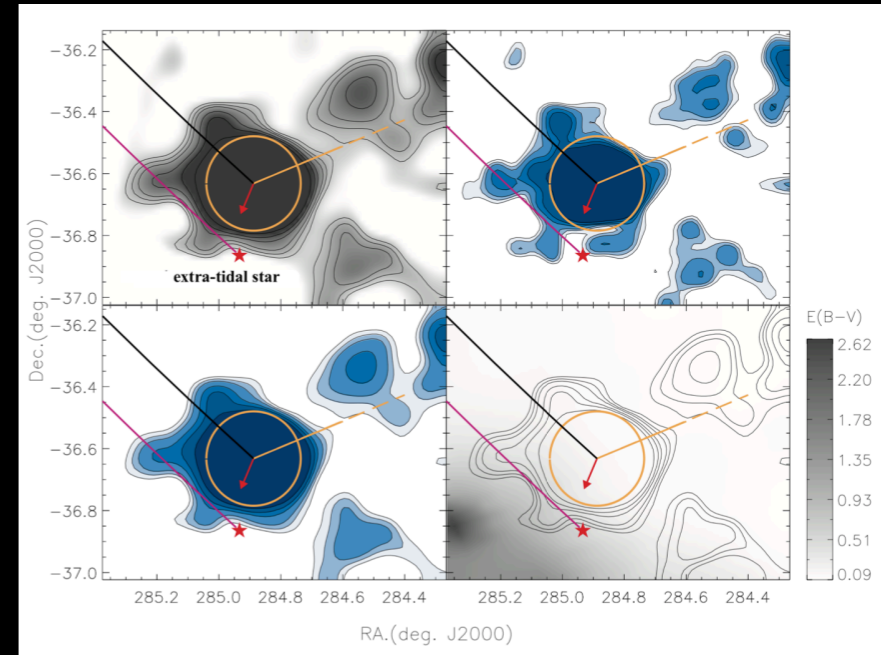 −36.2
−36.4
−36.6
−36.8
−37.0
extra-tidal star
−36.2
−36.4
−36.6
−36.8
−37.0
Dec.(deg. J2000)
E(B−V)
2.62
2.20
1.78
1.35
0.93
0.51
0.09
285.2 285.0 284.8 284.6 284.4
285.2 285.0 284.8 284.6 284.4
RA.(deg. J2000)